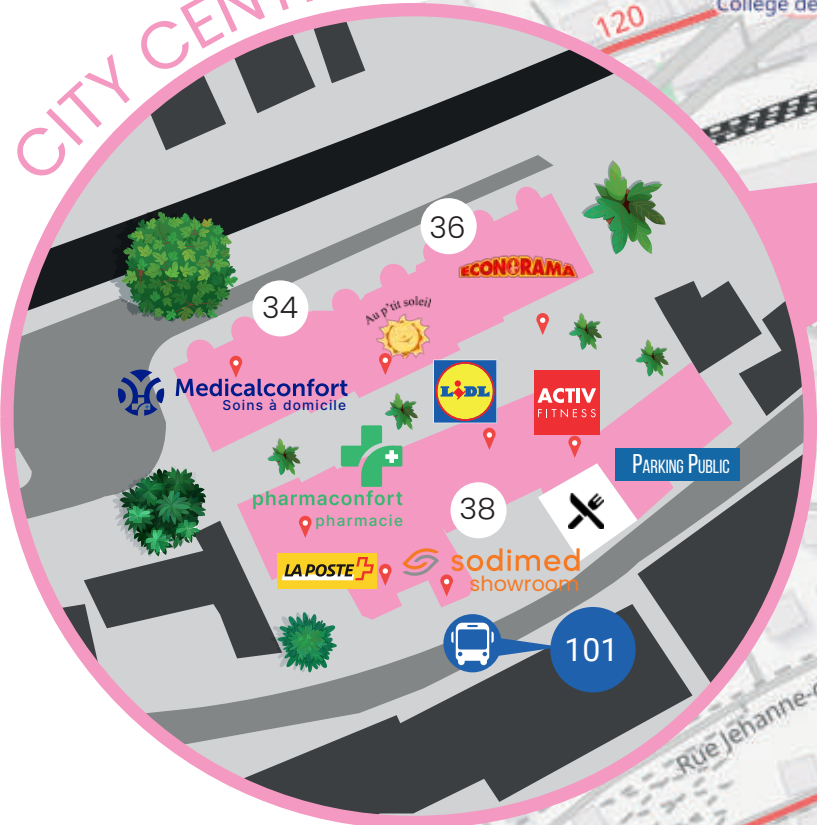 CITY CENT
120
Collège de
36
ECONORAMA
34
Au p'tit soleil
Medicalconfort
Soins à domicile
LIDL
ACTIV
FITNESS
PARKING PUBLIC
pharmaconfort
pharmacie
38
LA POSTE
sodimed
showroom
101
Rue Jehanne-d